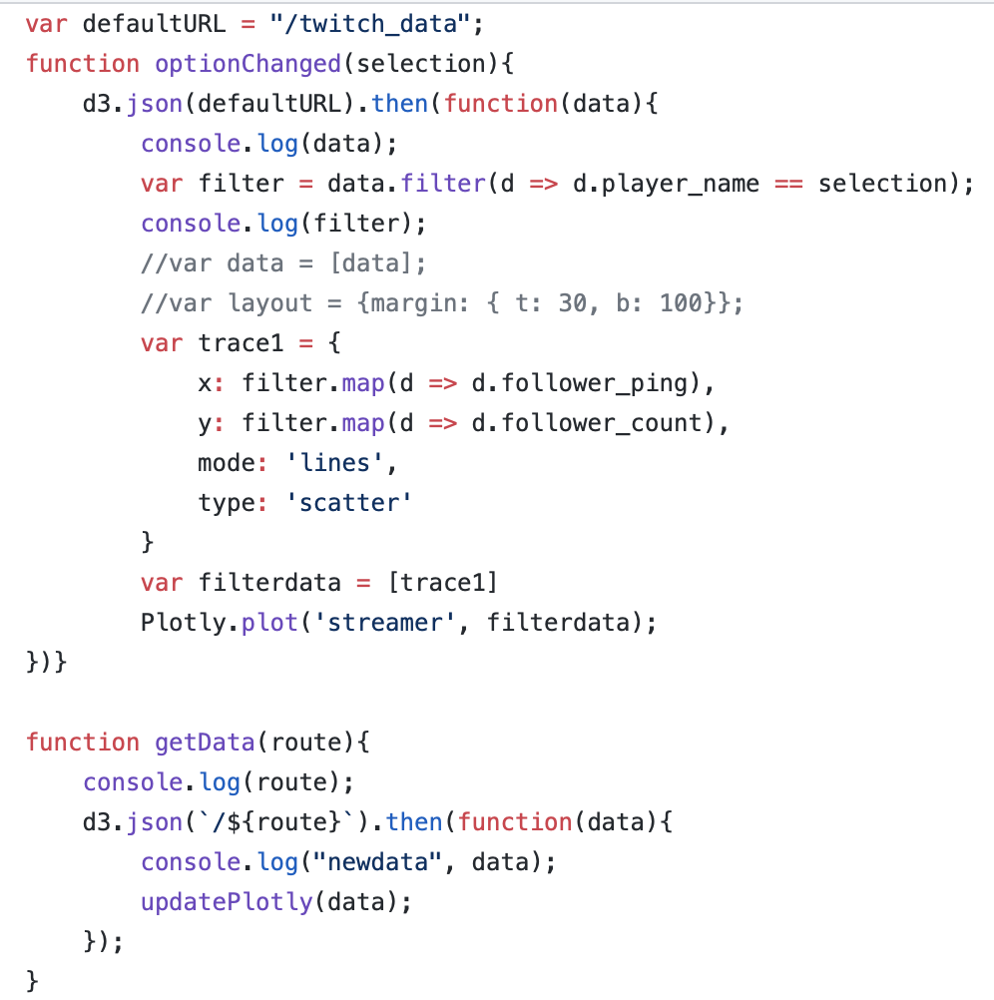 var defaultURL = "/twitch_data";
function optionChanged(selection){
    d3.json(defaultURL).then(function(data){
        console.log(data);
        var filter = data.filter(d => d.player_name == selection);
        console.log(filter);
        //var data = [data];
        //var layout = {margin: { t: 30, b: 100}};
        var trace1 = {
            x: filter.map(d => d.follower_ping),
            y: filter.map(d => d.follower_count),
            mode: 'lines',
            type: 'scatter'
        }
        var filterdata = [trace1]
        Plotly.plot('streamer', filterdata);
})}

function getData(route){
    console.log(route);
    d3.json(`/${route}`).then(function(data){
        console.log("newdata", data);
        updatePlotly(data);
    });
}